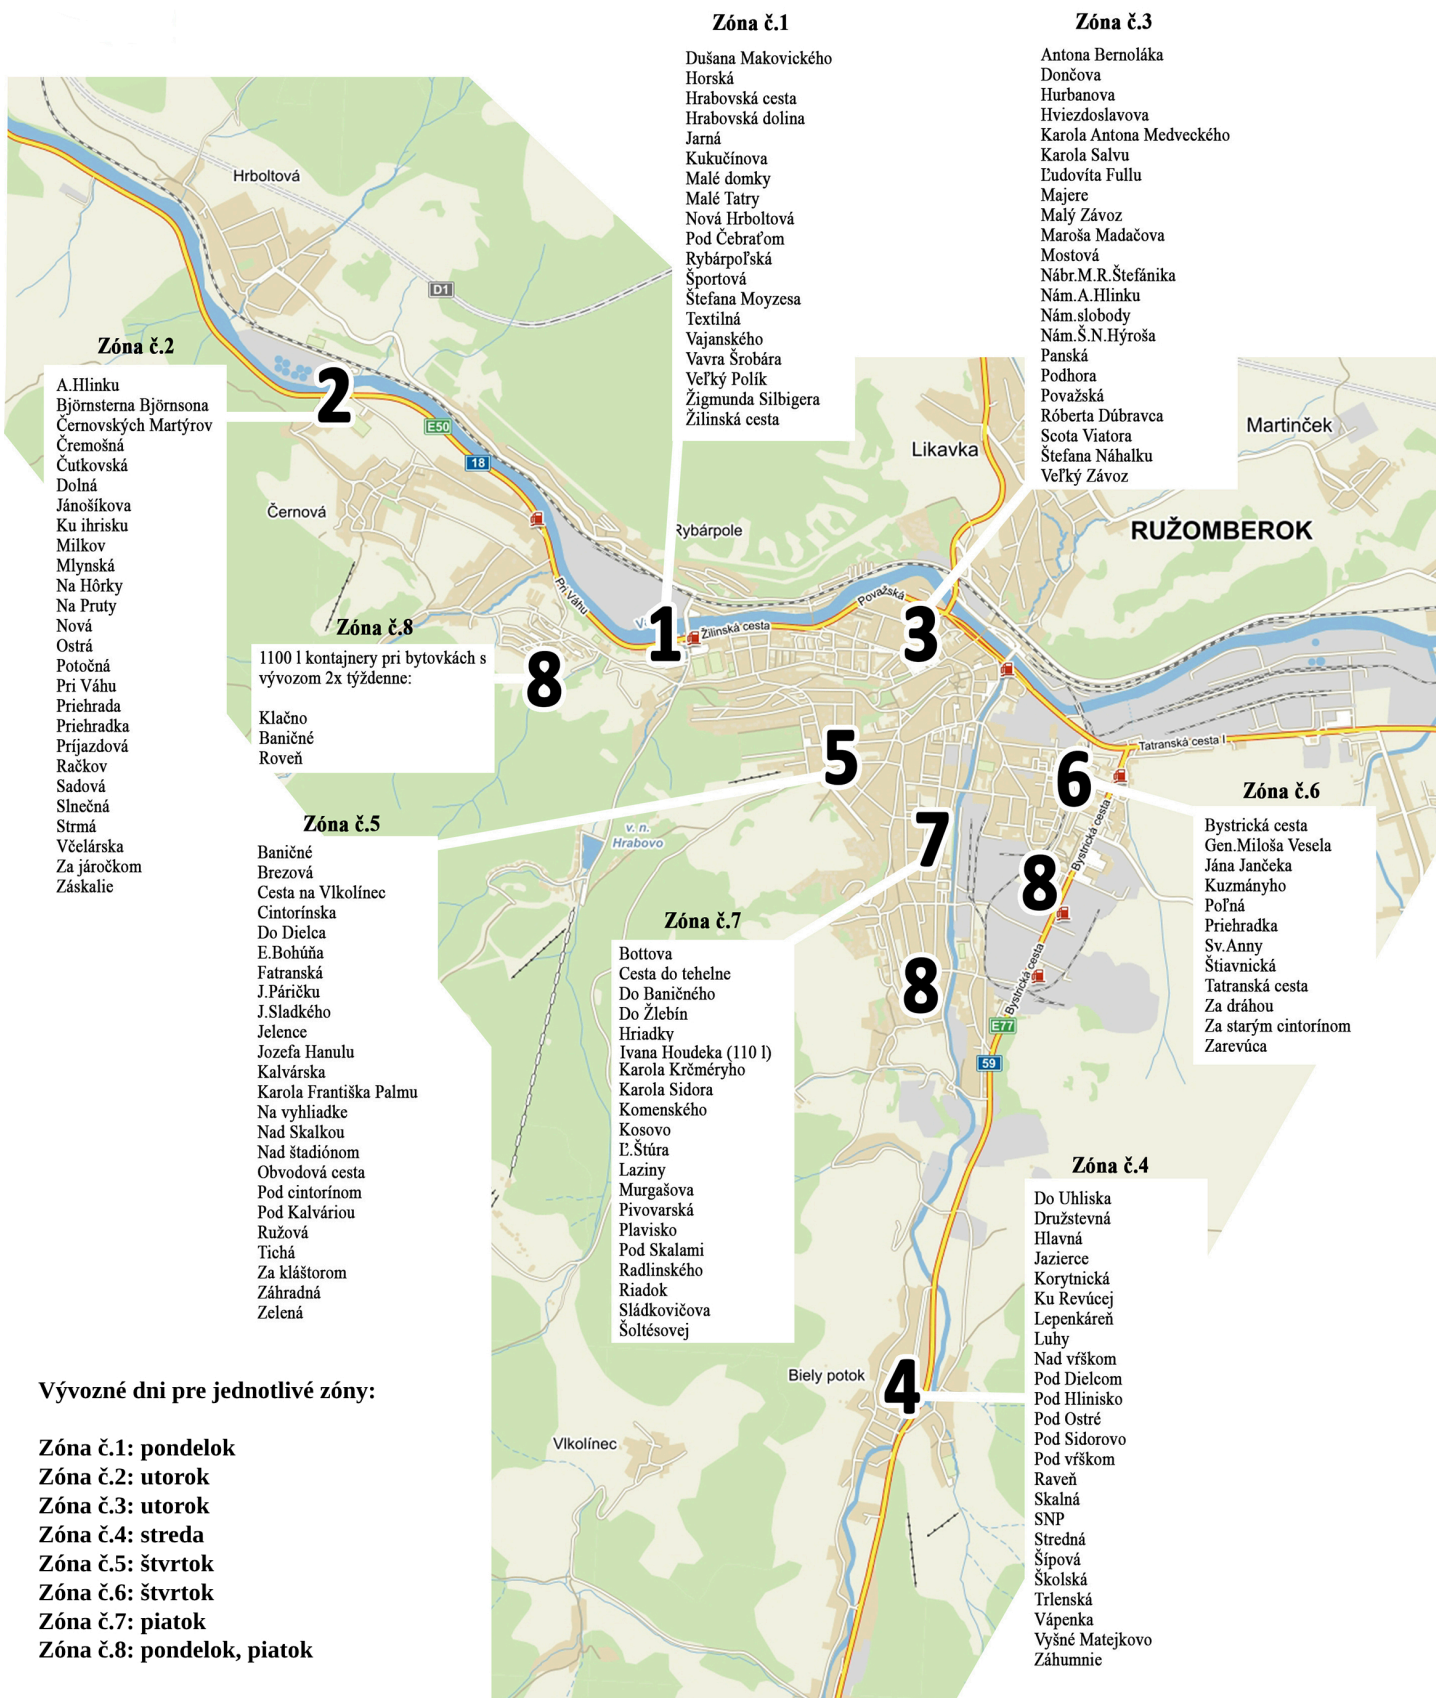 Zóna č.1
Dušana Makovického
Horská
Hrabovská cesta
Hrabovská dolina
Jarná
Kukučínova
Malé domky
Malé Tatry
Nová Hrboltová
Pod Čebraťom
Rybárpoľská
Športová
Štefana Moyzesa
Textilná
Vajanského
Vavra Šrobára
Veľký Polík
Žigmunda Silbigera
Žilinská cesta
Zóna č.3
Antona Bernoláka
Dončova
Hurbanova
Hviezdoslavova
Karola Antona Medveckého
Karola Salvu
Ľudovíta Fullu
Majere
Malý Závoz
Maroša Madačova
Mostová
Nábr.M.R.Štefánika
Nám.A.Hlinku
Nám.slobody
Nám.Š.N.Hýroša
Panská
Podhora
Považská
Róberta Dúbravca
Scota Viatora
Štefana Náhalku
Veľký Závoz
Hrboltová
D1
Zóna č.2
A.Hlinku
Björnsterna Björnsona
Černovských Martýrov
Čremošná
Čutkovská
Dolná
Jánošíkova
Ku ihrisku
Milkov
Mlynská
Na Hôrky
Na Pruty
Nová
Ostrá
Potočná
Pri Váhu
Priehrada
Priehradka
Príjazdová
Račkov
Sadová
Slnečná
Strmá
Včelárska
Za járočkom
Záskalie
2
E50
18
Černová
Likavka
Martinček
RUŽOMBEROK
Rybárpole
Pri Váhu
Považská
Žilinská cesta
1
3
Zóna č.8
1100 l kontajnery pri bytovkách s
vývozom 2x týždenne:
Klačno
Baničné
Roveň
8
5
6
Tatranská cesta I
Bystrická cesta
7
8
v. n.
Hrabovo
Zóna č.6
Bystrická cesta
Gen.Miloša Vesela
Jána Jančeka
Kuzmányho
Poľná
Priehradka
Sv.Anny
Štiavnická
Tatranská cesta
Za dráhou
Za starým cintorínom
Zarevúca
Zóna č.5
Baničné
Brezová
Cesta na Vlkolínec
Cintorínska
Do Dielca
E.Bohúňa
Fatranská
J.Páričku
J.Sladkého
Jelence
Jozefa Hanulu
Kalvárska
Karola Františka Palmu
Na vyhliadke
Nad Skalkou
Nad štadiónom
Obvodová cesta
Pod cintorínom
Pod Kalváriou
Ružová
Tichá
Za kláštorom
Záhradná
Zelená
Zóna č.7
Bottova
Cesta do tehelne
Do Baničného
Do Žlebín
Hriadky
Ivana Houdeka (110 l)
Karola Krčméryho
Karola Sidora
Komenského
Kosovo
Ľ.Štúra
Laziny
Murgašova
Pivovarská
Plavisko
Pod Skalami
Radlinského
Riadok
Sládkovičova
Šoltésovej
8
Bystrická cesta
E77
59
Zóna č.4
Do Uhliska
Družstevná
Hlavná
Jazierce
Korytnická
Ku Revúcej
Lepenkáreň
Luhy
Nad vŕškom
Pod Dielcom
Pod Hlinisko
Pod Ostré
Pod Sidorovo
Pod vŕškom
Raveň
Skalná
SNP
Stredná
Šípová
Školská
Trlenská
Vápenka
Vyšné Matejkovo
Záhumnie
Biely potok
4
Vlkolínec
Vývozné dni pre jednotlivé zóny:
Zóna č.1: pondelok
Zóna č.2: utorok
Zóna č.3: utorok
Zóna č.4: streda
Zóna č.5: štvrtok
Zóna č.6: štvrtok
Zóna č.7: piatok
Zóna č.8: pondelok, piatok